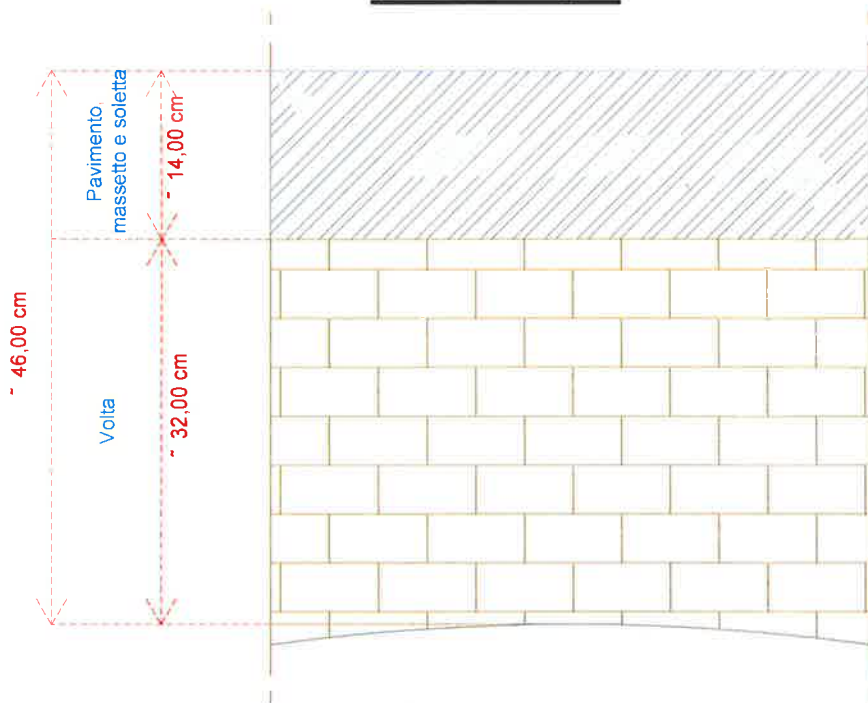 Pavimento,
massetto e soletta
~ 14,00 cm
~ 46,00 cm
Volta
~ 32,00 cm